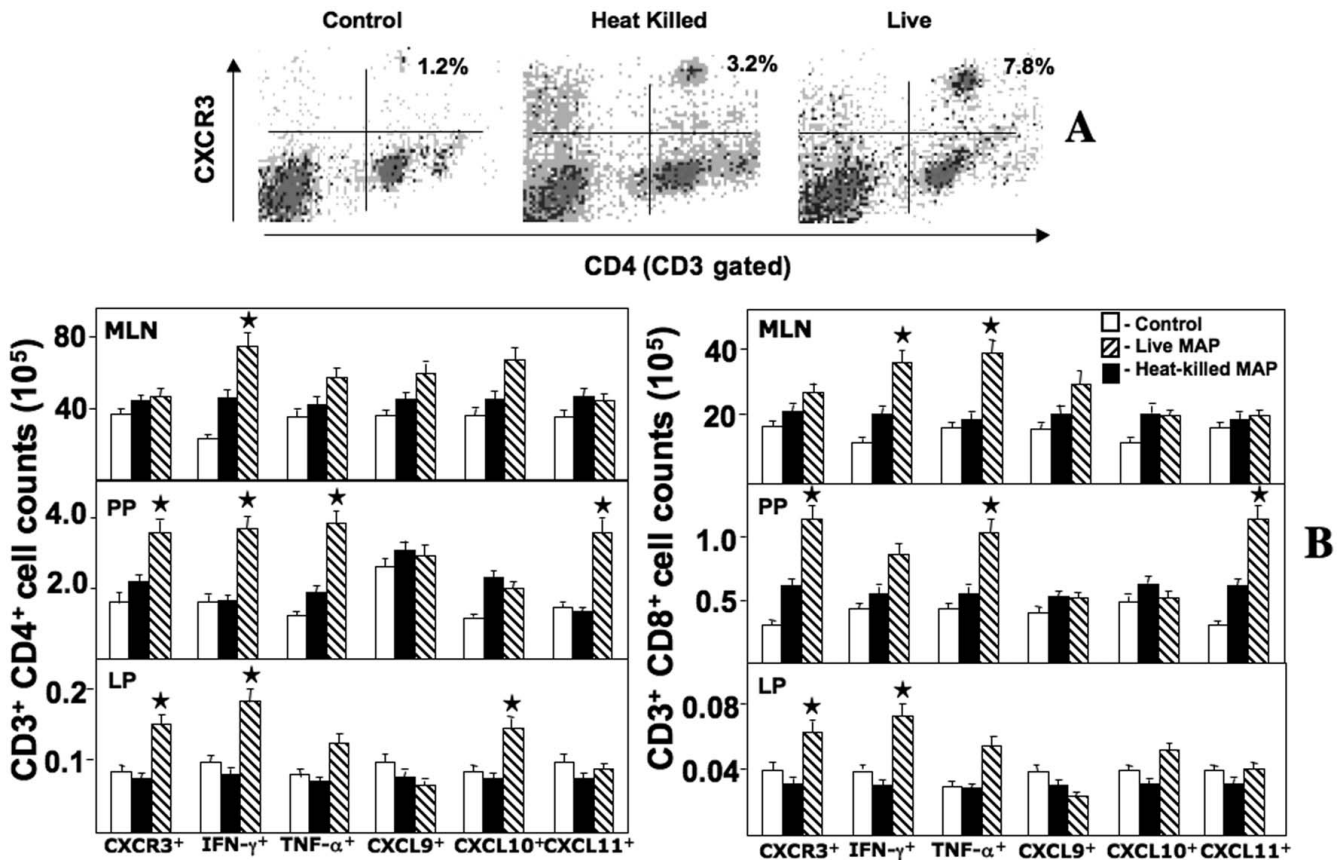 Control Heat Killed Live
1.2% 3.2% 7.8%
CXCR3
A
CD4 (CD3 gated)
CD3+ CD4+ cell counts (10⁵)
MLN
80
40
PP
4.0
2.0
LP
0.2
0.1
CXCR3⁺ IFN-γ⁺ TNF-α⁺ CXCL9⁺ CXCL10⁺ CXCL11⁺
CD3+ CD8+ cell counts (10⁵)
MLN
- Control
- Live MAP
- Heat-killed MAP
40
20
PP
1.0
0.5
LP
0.08
0.04
CXCR3⁺ IFN-γ⁺ TNF-α⁺ CXCL9⁺ CXCL10⁺ CXCL11⁺
B